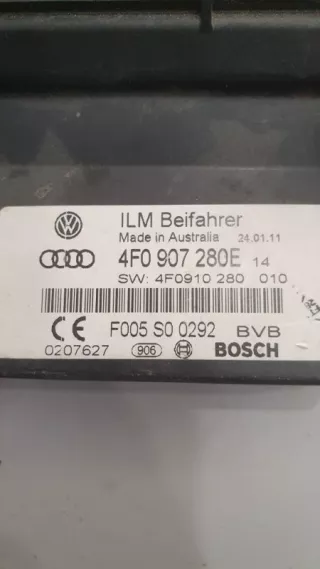 ILM Beifahrer
Made in Australia 24.01.11
4F0 907 280E 14
SW: 4F0910 280 010
CE F005 S0 0292 BVB
0207627 906 BOSCH